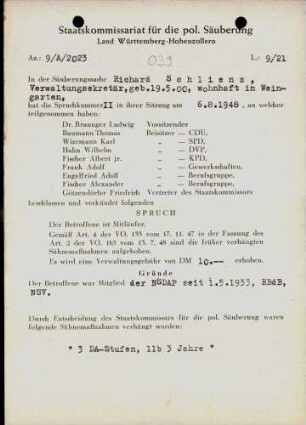 Staatskommissariat für die pol. Säuberung
Land Württemberg-Hohenzollern
Az.: 9/A/2023
039
L.: 9/21
In der Säuberungssache Richard Schlienz,
Verwaltungssekretär, geb. 19.5.00, wohnhaft in Wein-
garten,
hat die Spruchkammer II in ihrer Sitzung am 6.8.1948, an welcher
teilgenommen haben:
Dr. Braunger Ludwig Vorsitzender
Baumann Thomas Beisitzer — CDU,
Wizemann Karl „ — SPD,
Hahn Wilhelm „ — DVP,
Fischer Albert jr. „ — KPD,
Frank Adolf „ — Gewerkschaften,
Engelfried Adolf „ — Berufsgruppe,
Fischer Alexander „ — Berufsgruppe,
Götzendörfer Friedrich Vertreter des Staatskommissars
beschlossen und verkündet folgenden
SPRUCH
Der Betroffene ist Mitläufer.
Gemäß Art. 4 der VO. 133 vom 17. 11. 47 in der Fassung des
Art. 2 der VO. 165 vom 13. 7. 48 sind die früher verhängten
Sühnemaßnahmen aufgehoben.
Es wird eine Verwaltungsgebühr von DM 10.-- erhoben.
Gründe
Der Betroffene war Mitglied der NSDAP seit 1.5.1933, RBdB,
NSV.
Durch Entscheidung des Staatskommissars für die pol. Säuberung waren
folgende Sühnemaßnahmen verhängt worden:
" 3 DA-Stufen, 11b 3 Jahre "